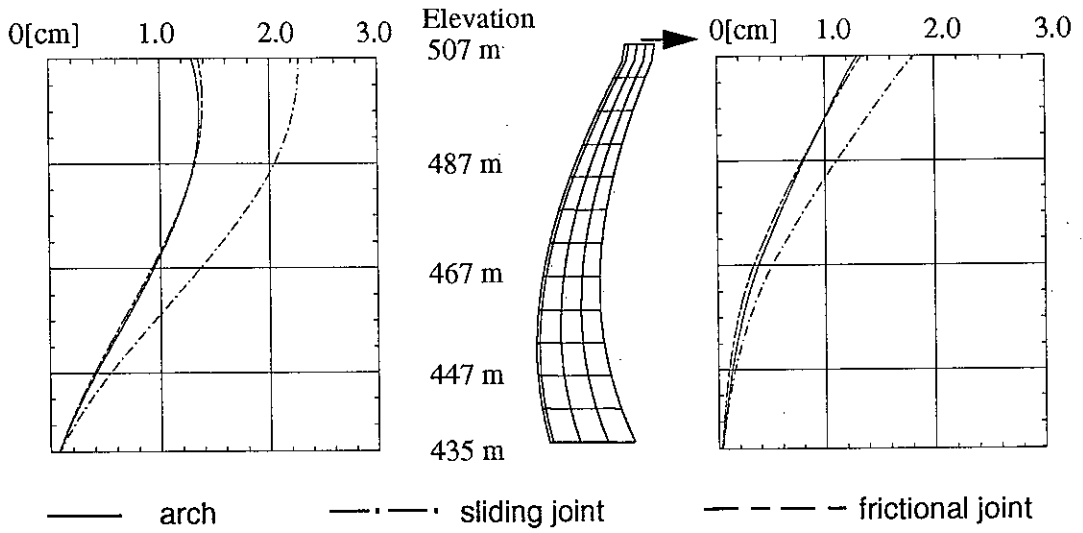 0[cm] 1.0 2.0 3.0
Elevation
507 m
487 m
467 m
447 m
435 m
0[cm] 1.0 2.0 3.0
arch sliding joint frictional joint